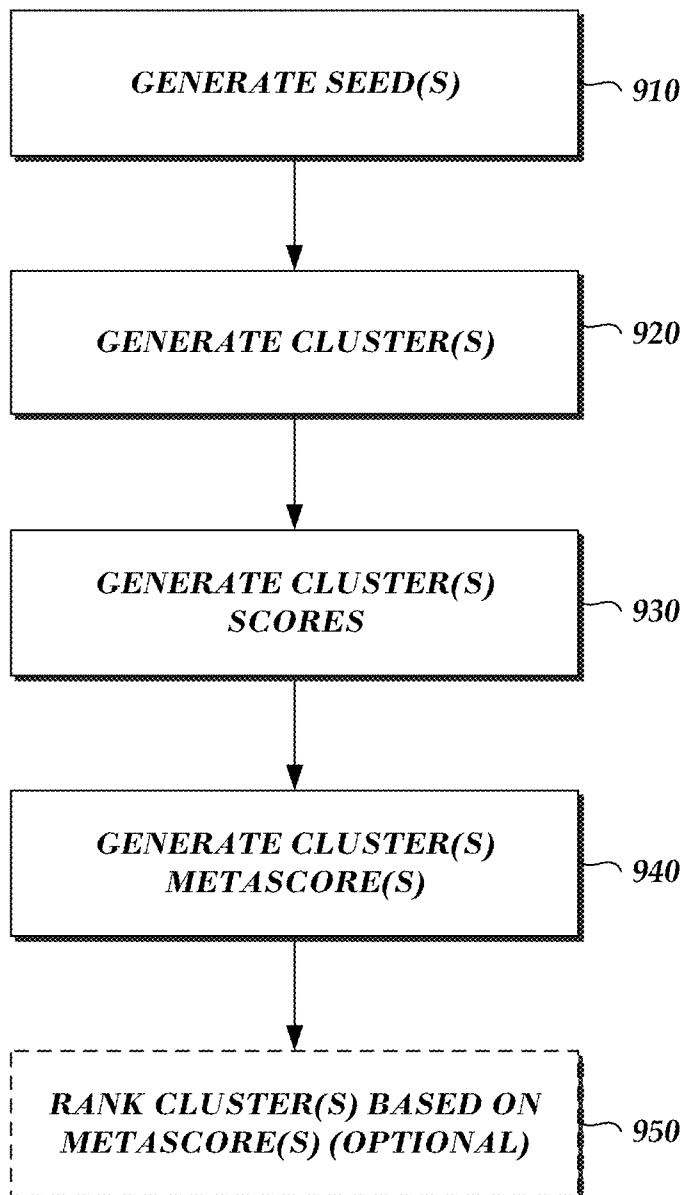 GENERATE SEED(S)
910
GENERATE CLUSTER(S)
920
GENERATE CLUSTER(S)
SCORES
930
GENERATE CLUSTER(S)
METASCORE(S)
940
RANK CLUSTER(S) BASED ON
METASCORE(S) (OPTIONAL)
950